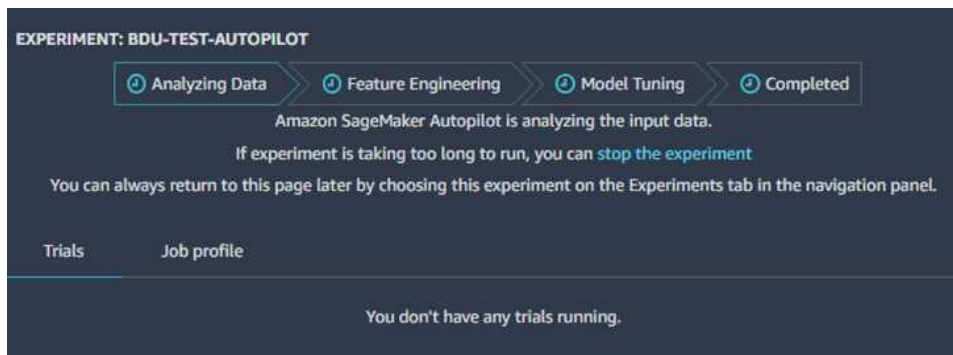 EXPERIMENT: BDU-TEST-AUTOPILOT
Analyzing Data Feature Engineering Model Tuning Completed
Amazon SageMaker Autopilot is analyzing the input data.
If experiment is taking too long to run, you can stop the experiment
You can always return to this page later by choosing this experiment on the Experiments tab in the navigation panel.
Trials Job profile
You don't have any trials running.